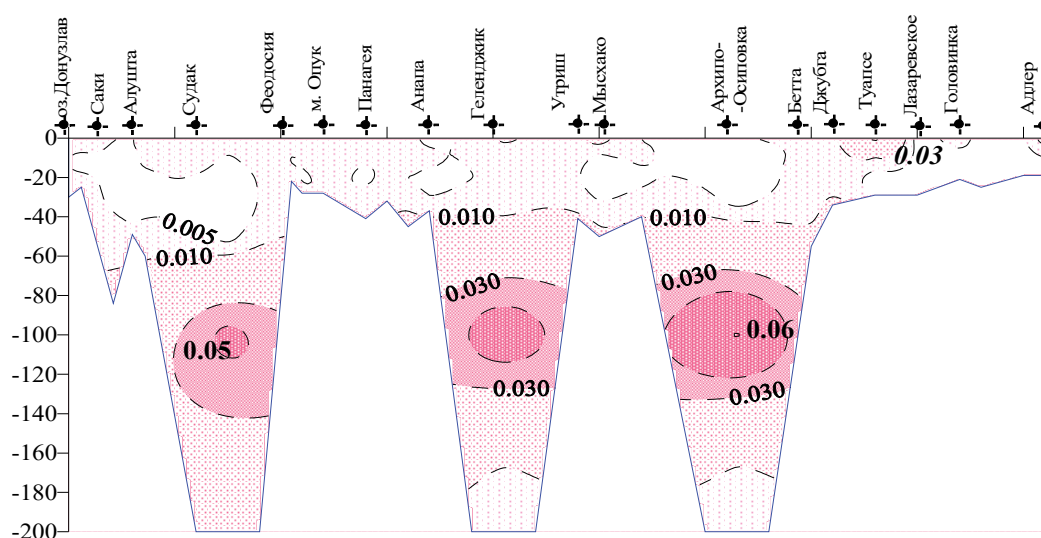 оз.Донузлав
Саки
Алушта
Судак
Феодосия
м. Опук
Панагея
Анапа
Геленджик
Утриш
Мысхако
Архипо-
-Осиповка
Бетта
Джубга
Туапсе
Лазаревское
Головинка
Адлер
0
-20
-40
-60
-80
-100
-120
-140
-160
-180
-200
0.03
0.005
0.010
0.010
0.010
0.030
0.030
0.05
0.06
0.030
0.030